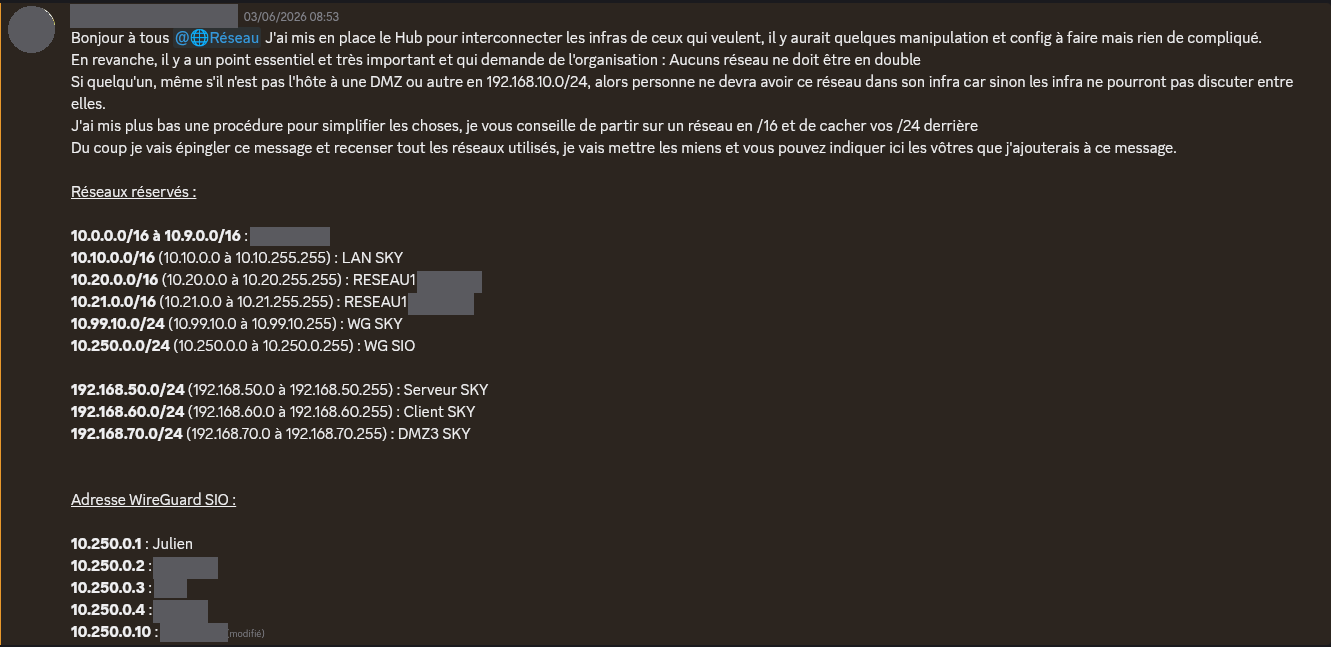 03/06/2026 08:53
Bonjour à tous @🌐Réseau J'ai mis en place le Hub pour interconnecter les infras de ceux qui veulent, il y aurait quelques manipulation et config à faire mais rien de compliqué.
En revanche, il y a un point essentiel et très important et qui demande de l'organisation : Aucuns réseau ne doit être en double
Si quelqu'un, même s'il n'est pas l'hôte à une DMZ ou autre en 192.168.10.0/24, alors personne ne devra avoir ce réseau dans son infra car sinon les infra ne pourront pas discuter entre
elles.
J'ai mis plus bas une procédure pour simplifier les choses, je vous conseille de partir sur un réseau en /16 et de cacher vos /24 derrière
Du coup je vais épingler ce message et recenser tout les réseaux utilisés, je vais mettre les miens et vous pouvez indiquer ici les vôtres que j'ajouterais à ce message.
Réseaux réservés :
10.0.0.0/16 à 10.9.0.0/16 :
10.10.0.0/16 (10.10.0.0 à 10.10.255.255) : LAN SKY
10.20.0.0/16 (10.20.0.0 à 10.20.255.255) : RESEAU1
10.21.0.0/16 (10.21.0.0 à 10.21.255.255) : RESEAU1
10.99.10.0/24 (10.99.10.0 à 10.99.10.255) : WG SKY
10.250.0.0/24 (10.250.0.0 à 10.250.0.255) : WG SIO
192.168.50.0/24 (192.168.50.0 à 192.168.50.255) : Serveur SKY
192.168.60.0/24 (192.168.60.0 à 192.168.60.255) : Client SKY
192.168.70.0/24 (192.168.70.0 à 192.168.70.255) : DMZ3 SKY
Adresse WireGuard SIO :
10.250.0.1 : Julien
10.250.0.2 :
10.250.0.3 :
10.250.0.4 :
10.250.0.10 : (modifié)